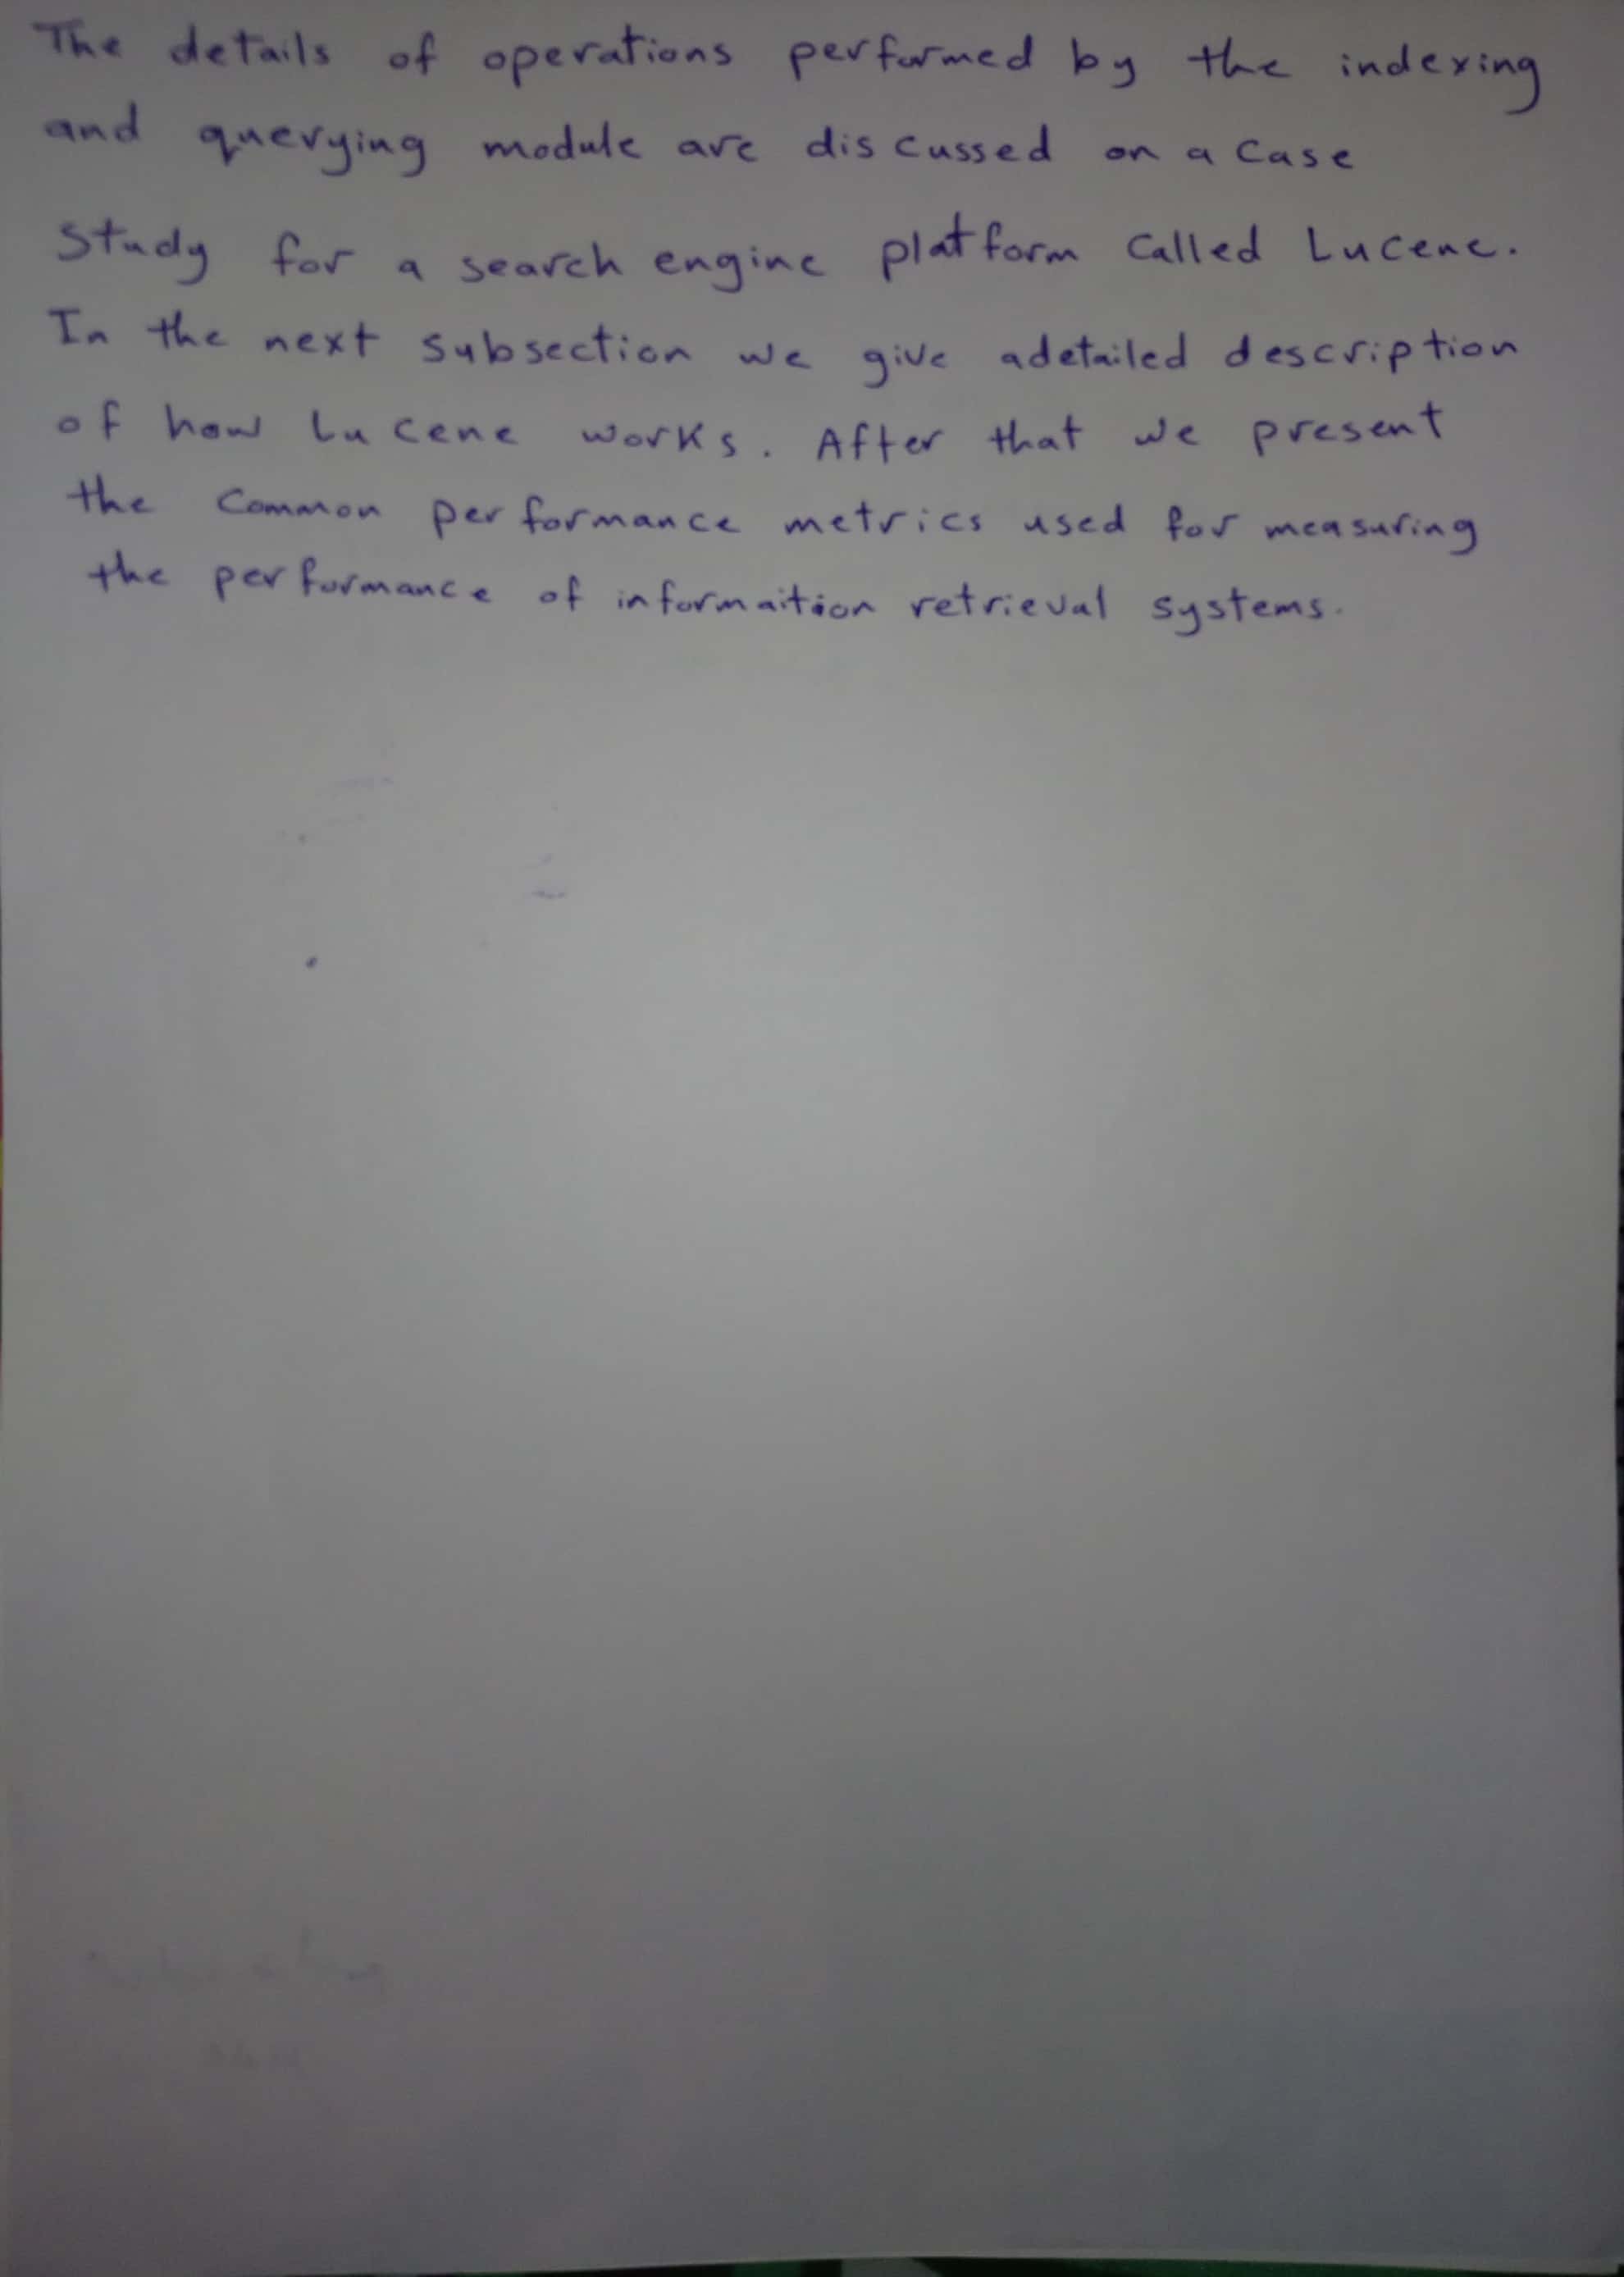 The details of operations performed by the indexing
and querying module are discussed on a case
study for a search engine platform called Lucene.
In the next subsection we give adetailed description
of how Lucene works. After that we present
the common performance metrics used for measuring
the performance of informaition retrieval systems.